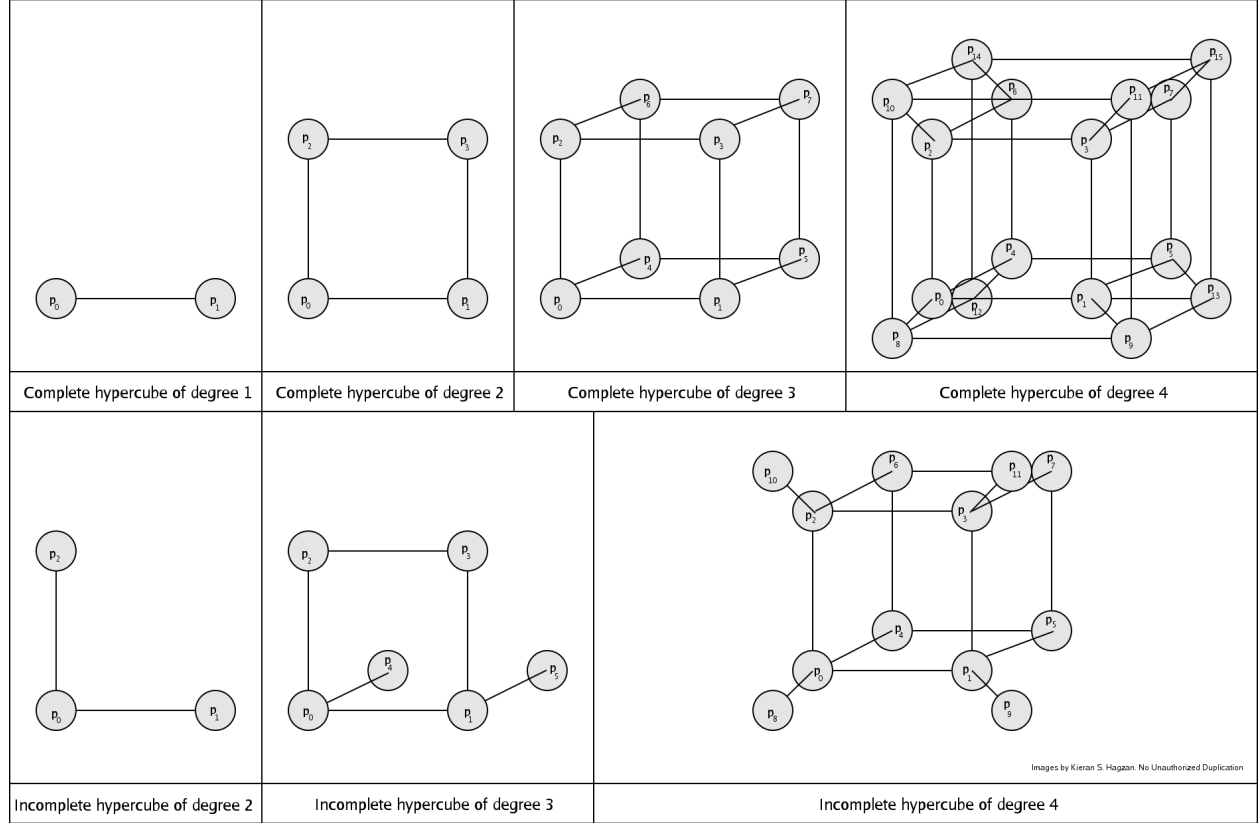 p14
p15
p6
p7
p10
p6
p11
p7
p2
p3
p2
p3
p2
p3
p4
p5
p4
p5
p0
p1
p0
p1
p0
p1
p0
p12
p1
p13
p8
p9
Complete hypercube of degree 1
Complete hypercube of degree 2
Complete hypercube of degree 3
Complete hypercube of degree 4
p10
p6
p11
p7
p2
p3
p2
p2
p3
p4
p5
p4
p5
p0
p1
p0
p1
p0
p1
p8
p9
Images by Kieran S. Hagzan. No Unauthorized Duplication
Incomplete hypercube of degree 2
Incomplete hypercube of degree 3
Incomplete hypercube of degree 4